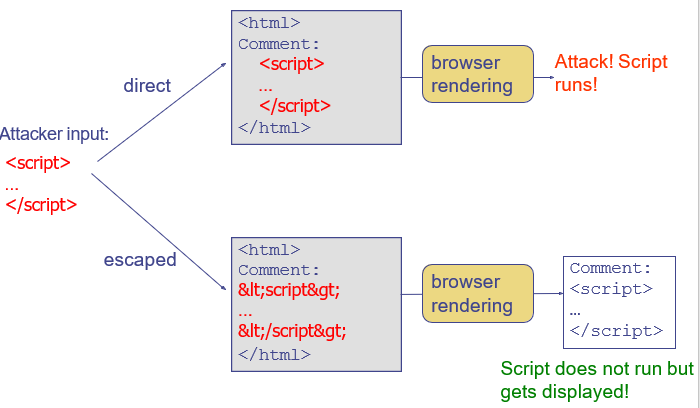 Attacker input:
<script>
...
</script>
direct
<html>
Comment:
<script>
...
</script>
</html>
browser
rendering
Attack! Script
runs!
escaped
<html>
Comment:
&lt;script&gt;
...
&lt;/script&gt;
</html>
browser
rendering
Comment:
<script>
…
</script>
Script does not run but
gets displayed!